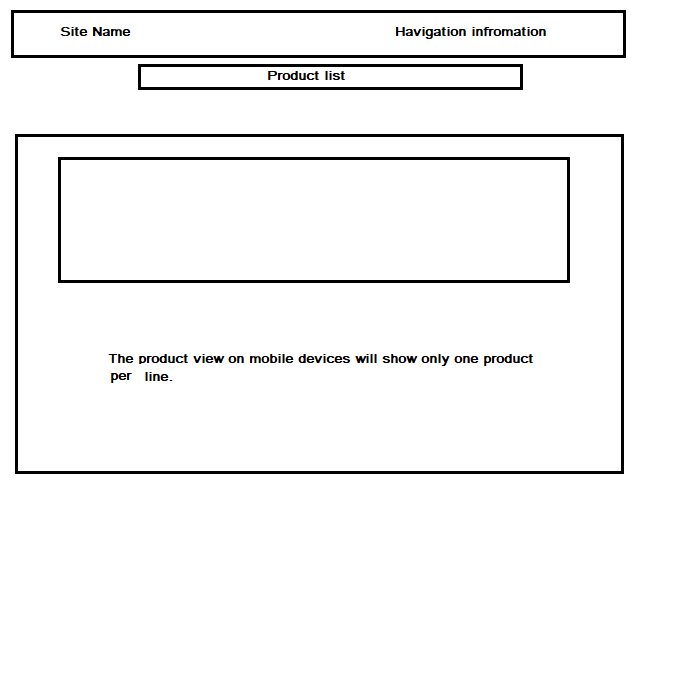 Site Name Havigation infromation
Product list
The product view on mobile devices will show only one product
per line.